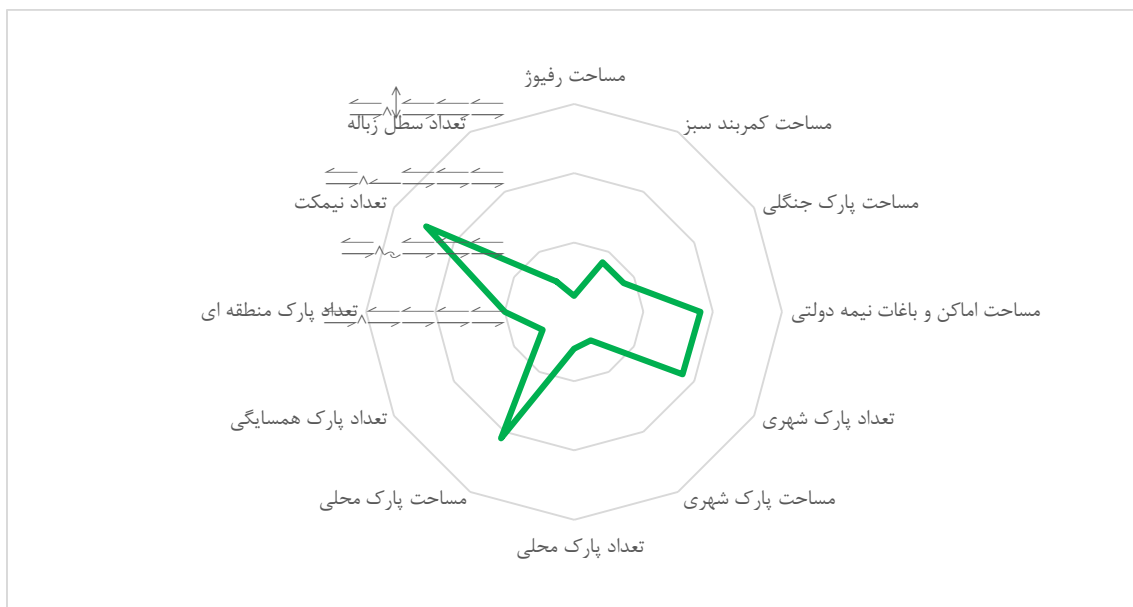 مساحت رفیوژ
مساحت کمربند سبز
مساحت پارک جنگلی
مساحت اماکن و باغات نیمه دولتی
تعداد پارک شهری
مساحت پارک شهری
تعداد پارک محلی
مساحت پارک محلی
تعداد پارک همسایگی
تعداد پارک منطقه ای
تعداد نیمکت
تعداد سطل زباله